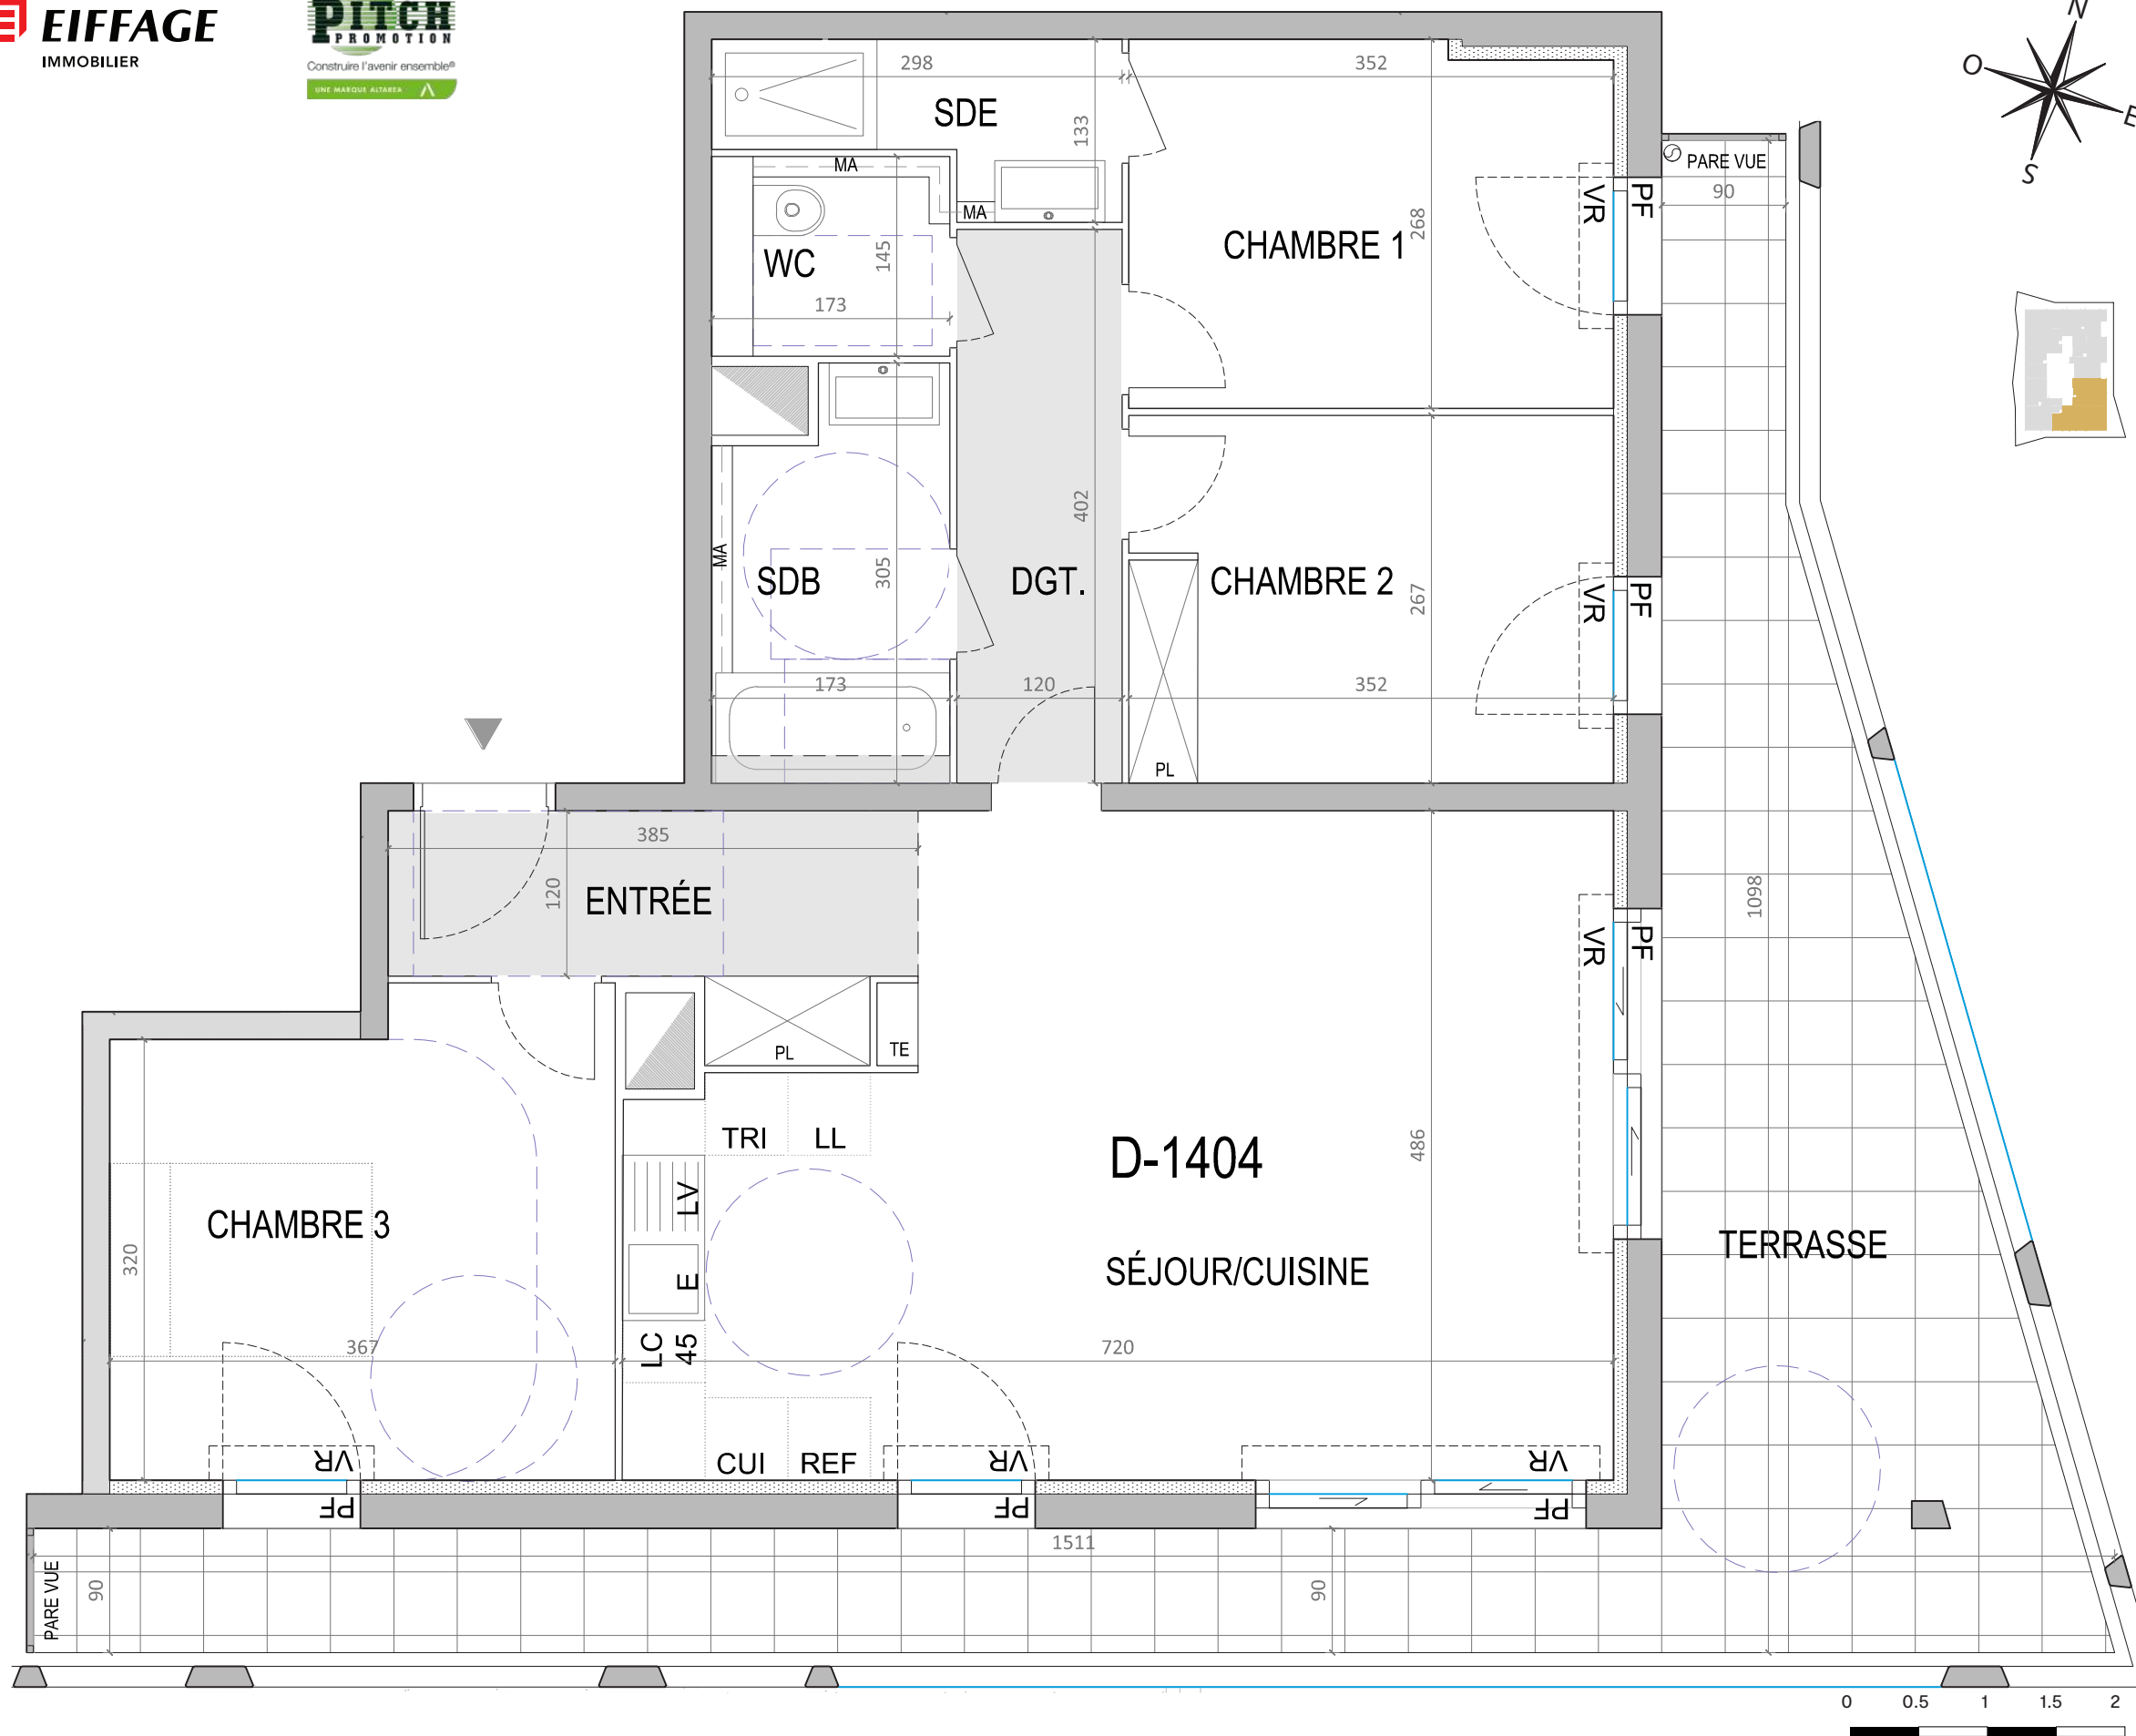 EIFFAGE
IMMOBILIER
PITCH
PROMOTION
Construire l'avenir ensemble®
UNE MARQUE ALTAREA
N
O
E
S
298
352
SDE
133
MA
MA
PARE VUE
90
VR
PF
WC
145
173
CHAMBRE 1
268
402
MA
SDB
305
DGT.
CHAMBRE 2
267
VR
PF
173
120
352
PL
385
120
ENTRÉE
1098
VR
PF
PL
TE
TRI
LL
D-1404
486
LV
CHAMBRE 3
320
TERRASSE
SÉJOUR/CUISINE
E
LC
45
367
720
CUI
REF
VR
VR
VR
PF
PF
PF
1511
PARE VUE
90
90
0 0.5 1 1.5 2